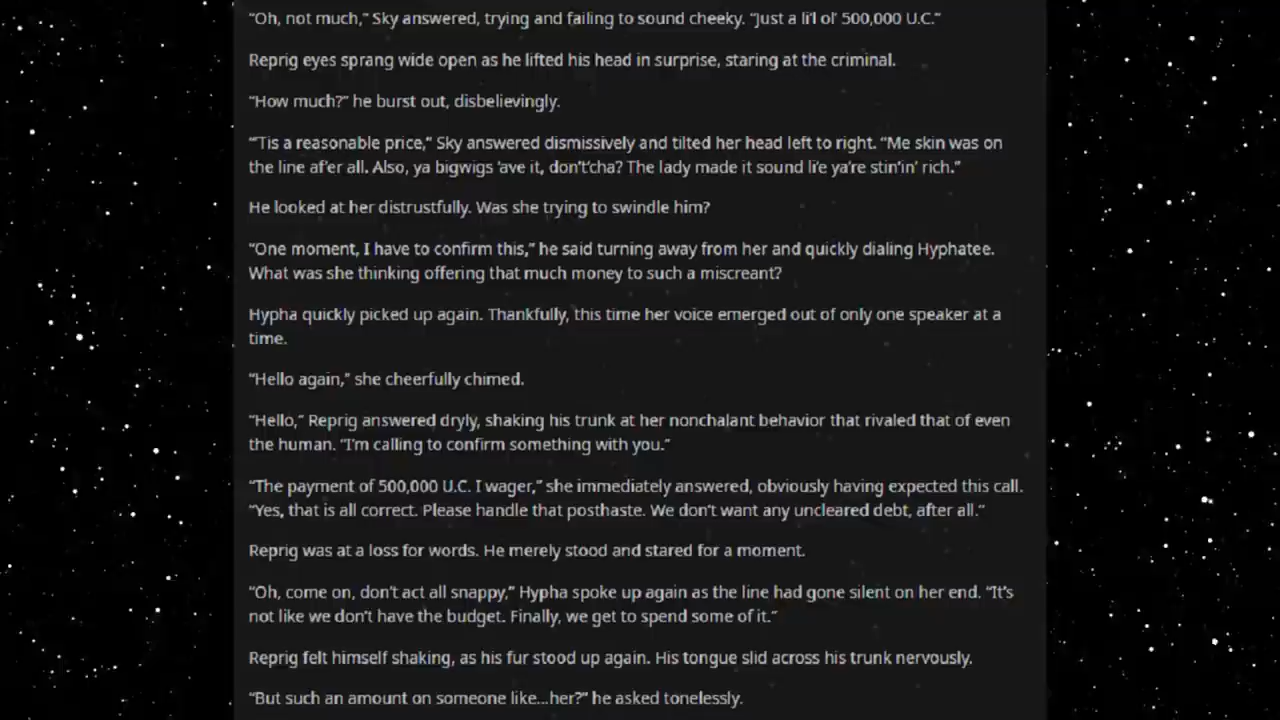 “Oh, not much,” Sky answered, trying and failing to sound cheeky. “Just a li’l ol’ 500,000 U.C.”
Reprig eyes sprang wide open as he lifted his head in surprise, staring at the criminal.
“How much?” he burst out, disbelievingly.
“‘Tis a reasonable price,” Sky answered dismissively and tilted her head left to right. “Me skin was on
the line af’er all. Also, ya bigwigs ‘ave it, don’t’cha? The lady made it sound li’e ya’re stin’in’ rich.”
He looked at her distrustfully. Was she trying to swindle him?
“One moment, I have to confirm this,” he said turning away from her and quickly dialing Hyphatee.
What was she thinking offering that much money to such a miscreant?
Hypha quickly picked up again. Thankfully, this time her voice emerged out of only one speaker at a
time.
“Hello again,” she cheerfully chimed.
“Hello,” Reprig answered dryly, shaking his trunk at her nonchalant behavior that rivaled that of even
the human. “I’m calling to confirm something with you.”
“The payment of 500,000 U.C. I wager,” she immediately answered, obviously having expected this call.
“Yes, that is all correct. Please handle that posthaste. We don’t want any uncleared debt, after all.”
Reprig was at a loss for words. He merely stood and stared for a moment.
“Oh, come on, don’t act all snappy,” Hypha spoke up again as the line had gone silent on her end. “It’s
not like we don’t have the budget. Finally, we get to spend some of it.”
Reprig felt himself shaking, as his fur stood up again. His tongue slid across his trunk nervously.
“But such an amount on someone like…her?” he asked tonelessly.